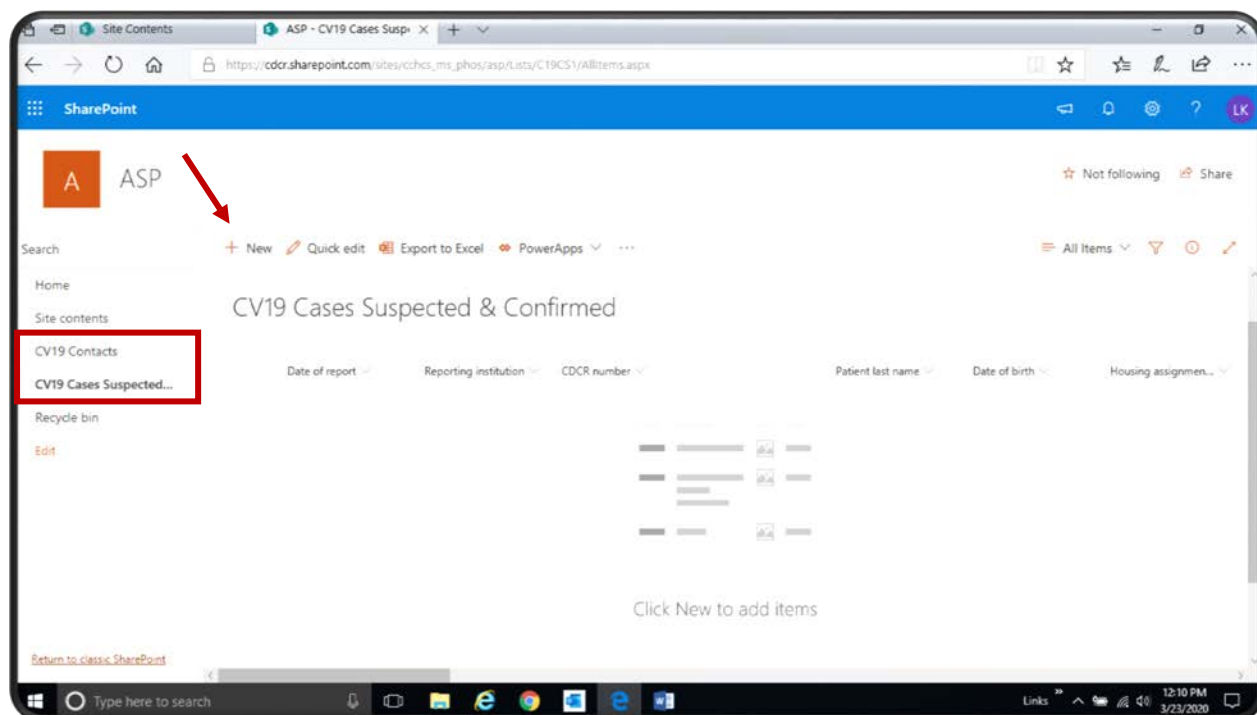 Site Contents
ASP - CV19 Cases Susp
https://cdcr.sharepoint.com/sites/cchcs_ms_phos/asp/Lists/C19CS1/AllItems.aspx
SharePoint
LK
A
ASP
Not following
Share
Search
New
Quick edit
Export to Excel
PowerApps
All Items
Home
Site contents
CV19 Contacts
CV19 Cases Suspected...
Recycle bin
Edit
CV19 Cases Suspected & Confirmed
Date of report
Reporting institution
CDCR number
Patient last name
Date of birth
Housing assignmen...
Click New to add items
Return to classic SharePoint
Type here to search
Links
12:10 PM
3/23/2020